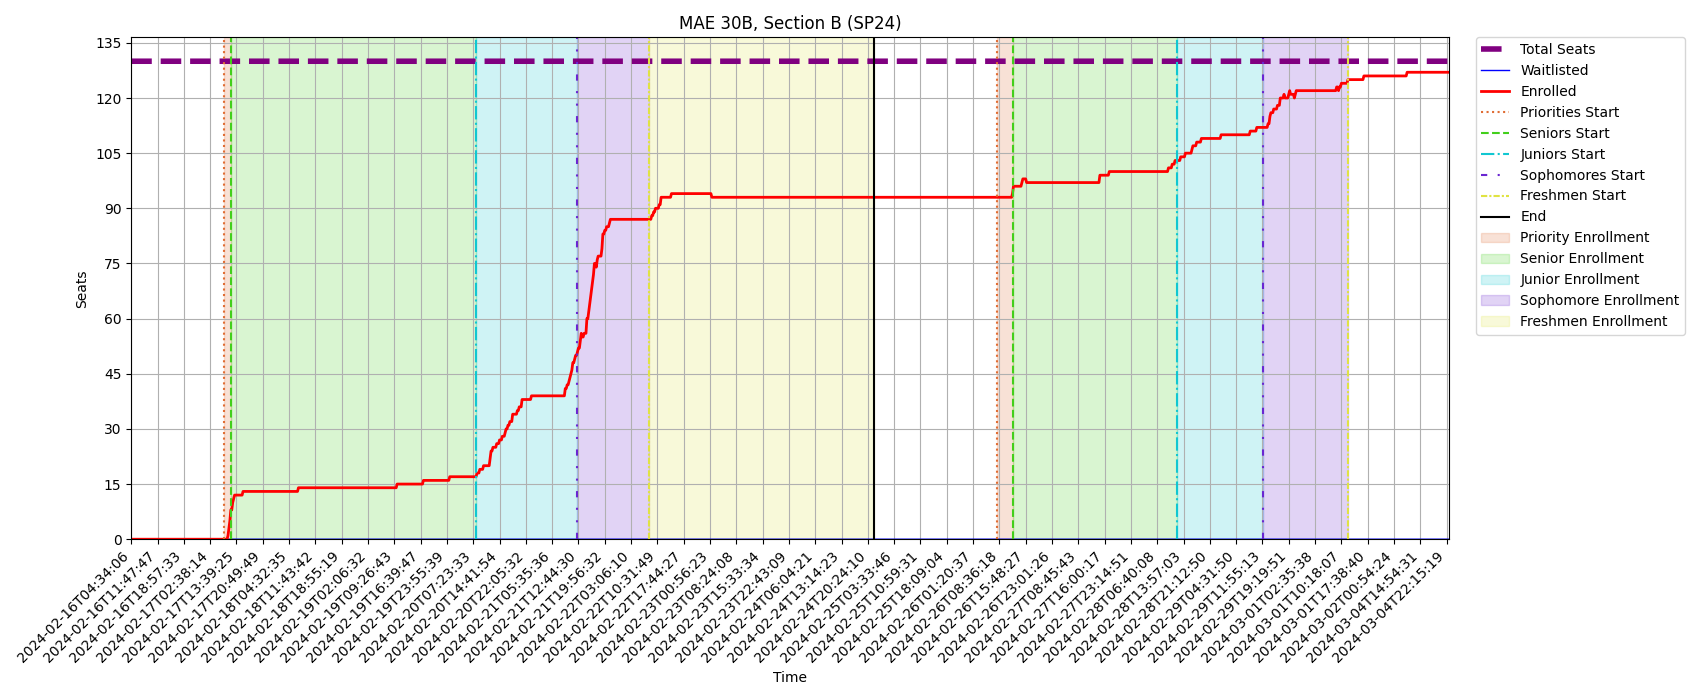 MAE 30B, Section B (SP24)
135
120
105
90
75
60
45
30
15
0
Seats
2024-02-16T04:34:06
2024-02-16T11:47:47
2024-02-16T18:57:33
2024-02-17T02:38:14
2024-02-17T13:39:25
2024-02-17T20:49:49
2024-02-18T04:32:35
2024-02-18T11:43:42
2024-02-18T18:55:19
2024-02-19T02:06:32
2024-02-19T09:26:43
2024-02-19T16:39:47
2024-02-19T23:55:39
2024-02-20T07:23:33
2024-02-20T14:41:54
2024-02-21T05:32
2024-02-21T05:35:36
2024-02-21T12:44:30
2024-02-21T19:56:32
2024-02-22T03:06:10
2024-02-22T10:31:49
2024-02-22T17:44:27
2024-02-23T00:56:23
2024-02-23T08:24:08
2024-02-23T15:33:34
2024-02-23T22:43:09
2024-02-24T06:04:21
2024-02-24T13:14:23
2024-02-24T20:24:10
2024-02-25T03:33:46
2024-02-25T10:59:31
2024-02-25T18:09:04
2024-02-26T01:20:37
2024-02-26T08:36:18
2024-02-26T15:48:27
2024-02-26T23:01:26
2024-02-27T08:45:43
2024-02-27T16:00:17
2024-02-27T23:14:51
2024-02-28T06:40:08
2024-02-28T13:57:03
2024-02-28T21:12:50
2024-02-29T04:31:50
2024-02-29T11:55:13
2024-02-29T19:19:51
2024-03-01T02:35:38
2024-03-01T10:18:07
2024-03-01T17:38:40
2024-03-02T00:54:24
2024-03-04T14:54:31
2024-03-04T22:15:19
Time
Total Seats
Waitlisted
Enrolled
Priorities Start
Seniors Start
Juniors Start
Sophomores Start
Freshmen Start
End
Priority Enrollment
Senior Enrollment
Junior Enrollment
Sophomore Enrollment
Freshmen Enrollment